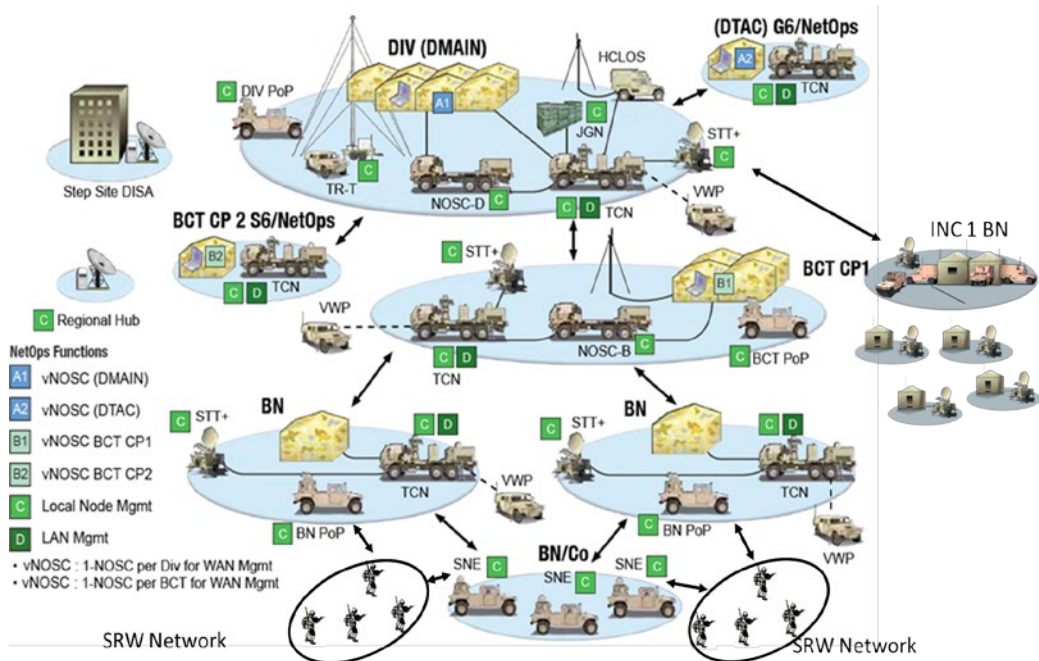 (DTAC) G6/NetOps
A2
C D TCN
DIV (DMAIN)
HCLOS
C DIV PoP
A1
C
JGN
STT+
C
C
TR-T
NOSC-D C
C D TCN
VWP
Step Site DISA
BCT CP 2 S6/NetOps
B2
TCN
C D
INC 1 BN
C STT+
BCT CP1
B1
VWP
C Regional Hub
C D
TCN
NOSC-B C
C BCT PoP
NetOps Functions
A1 vNOSC (DMAIN)
A2 vNOSC (DTAC)
B1 vNOSC BCT CP1
B2 vNOSC BCT CP2
C Local Node Mgmt
D LAN Mgmt
• vNOSC : 1-NOSC per Div for WAN Mgmt
• vNOSC : 1-NOSC per BCT for WAN Mgmt
BN
C STT+
C D
TCN
VWP
C BN PoP
BN
C STT+
C D
TCN
C BN PoP
VWP
BN/Co
SNE C
SNE
C
SNE C
SRW Network
SRW Network